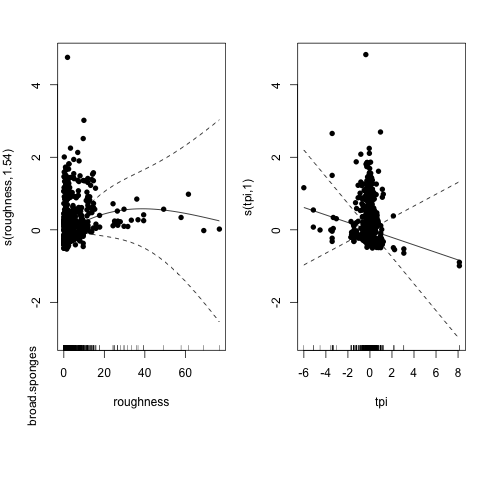 s(roughness,1.54)
4
2
0
-2
0 20 40 60
roughness
broad.sponges
s(tpi,1)
4
2
0
-2
-6 -4 -2 0 2 4 6 8
tpi